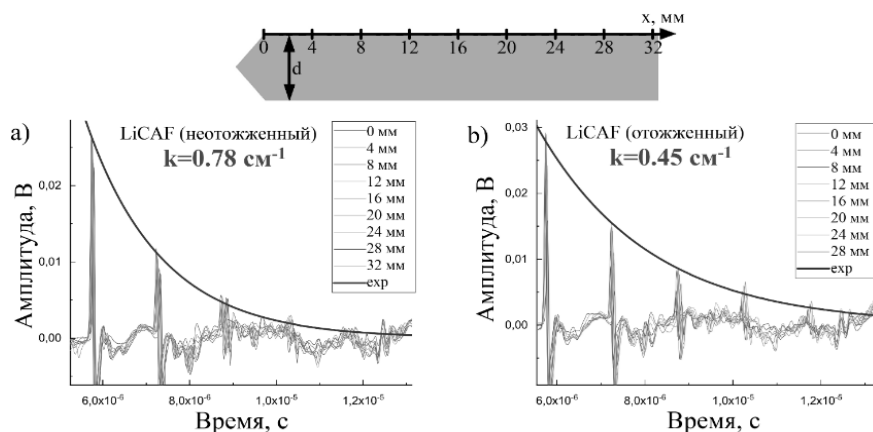 x, мм
0 4 8 12 16 20 24 28 32
d
a)
LiCAF (неотожженный)
k=0.78 см⁻¹
0 мм
4 мм
8 мм
12 мм
16 мм
20 мм
24 мм
28 мм
32 мм
exp
Амплитуда, В
0,02
0,01
0,00
6,0x10⁻⁶ 8,0x10⁻⁶ 1,0x10⁻⁵ 1,2x10⁻⁵
Время, с
b)
LiCAF (отожженный)
k=0.45 см⁻¹
0 мм
4 мм
8 мм
12 мм
16 мм
20 мм
24 мм
28 мм
exp
Амплитуда, В
0,03
0,02
0,01
0,00
6,0x10⁻⁶ 8,0x10⁻⁶ 1,0x10⁻⁵ 1,2x10⁻⁵
Время, с